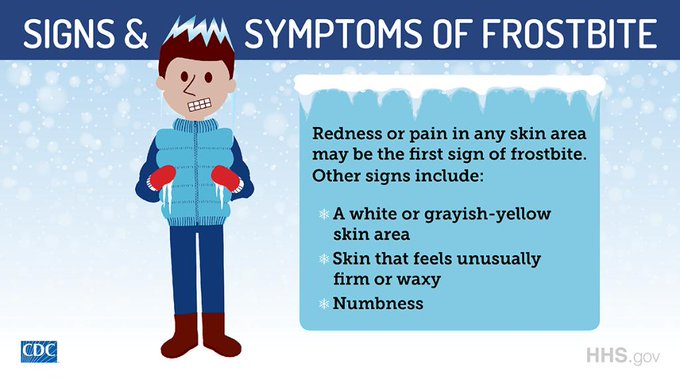 SIGNS & SYMPTOMS OF FROSTBITE
Redness or pain in any skin area
may be the first sign of frostbite.
Other signs include:
A white or grayish-yellow
skin area
Skin that feels unusually
firm or waxy
Numbness
CDC
HHS.gov